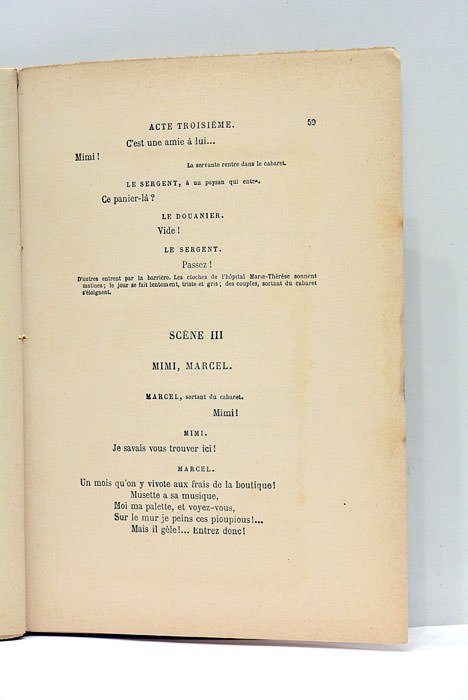 ACTE TROISIÈME. 59
C'est une amie à lui...
Mimi !
La servante rentre dans le cabaret.
LE SERGENT, à un paysan qui entre.
Ce panier-là ?
LE DOUANIER.
Vide !
LE SERGENT.
Passez !
D'autres entrent par la barrière. Les cloches de l'hôpital Marie-Thérèse sonnent
matines ; le jour se fait lentement, triste et gris ; des couples, sortant du cabaret
s'éloignent.
SCÈNE III
MIMI, MARCEL.
MARCEL, sortant du cabaret.
Mimi !
MIMI.
Je savais vous trouver ici !
MARCEL.
Un mois qu'on y vivote aux frais de la boutique !
Musette a sa musique,
Moi ma palette, et voyez-vous,
Sur le mur je peins ces pioupious !...
Mais il gèle !... Entrez donc !